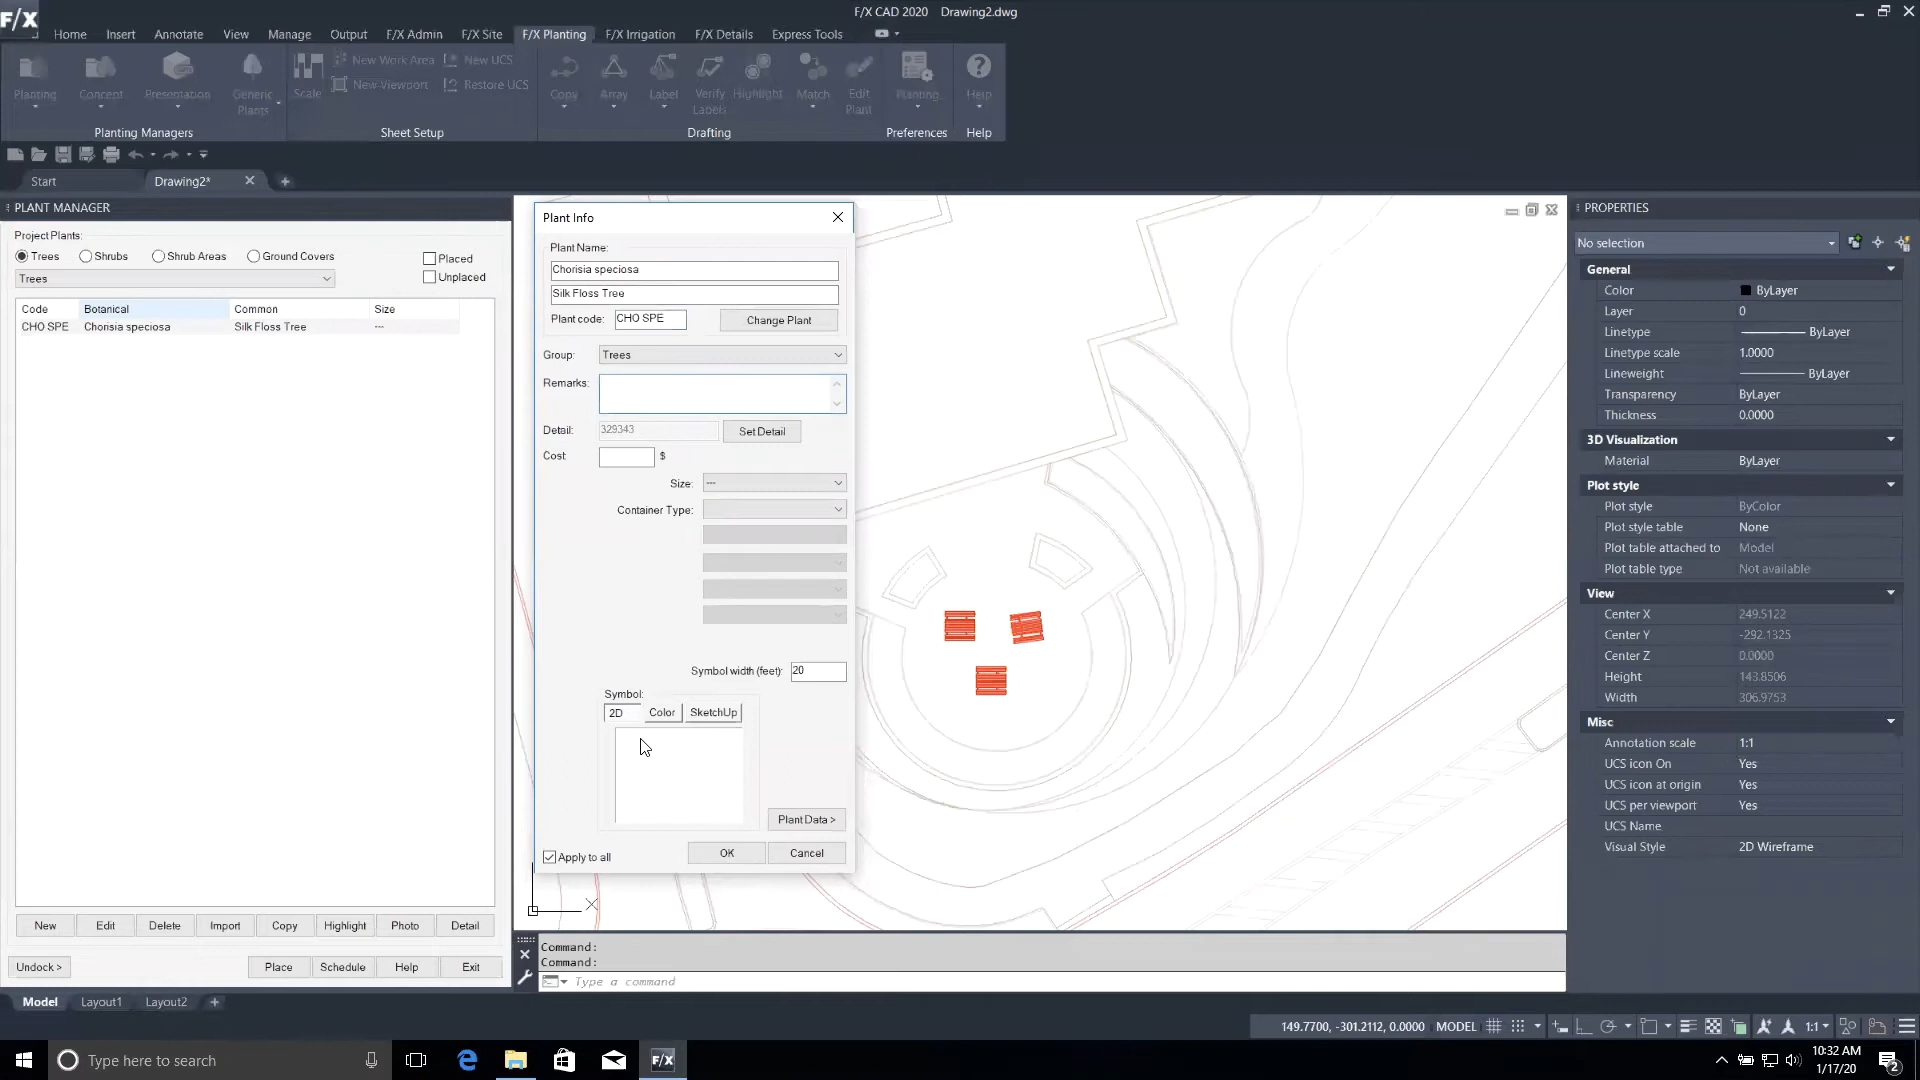 F/X
F/X CAD 2020 Drawing2.dwg
Home Insert Annotate View Manage Output F/X Admin F/X Site F/X Planting F/X Irrigation F/X Details Express Tools
Planting Concept Presentation Generic Plants Scale New Work Area New UCS
New Viewport Restore UCS
Copy Array Label Verify Labels Highlight Match Edit Plant Planting Help
Planting Managers Sheet Setup Drafting Preferences Help
Start Drawing2*
PLANT MANAGER
Project Plants:
Trees Shrubs Shrub Areas Ground Covers Placed
Unplaced
Trees
Code Botanical Common Size
CHO SPE Chorisia speciosa Silk Floss Tree ---
New Edit Delete Import Copy Highlight Photo Detail
Undock > Place Schedule Help Exit
Plant Info
Plant Name:
Chorisia speciosa
Silk Floss Tree
Plant code: CHO SPE Change Plant
Group: Trees
Remarks:
Detail: 329343 Set Detail
Cost $
Size: ---
Container Type:
Symbol width (feet): 20
Symbol:
2D Color SketchUp
Plant Data >
Apply to all OK Cancel
X
Command:
Command:
Type a command
PROPERTIES
No selection
General
Color ByLayer
Layer 0
Linetype ByLayer
Linetype scale 1.0000
Lineweight ByLayer
Transparency ByLayer
Thickness 0.0000
3D Visualization
Material ByLayer
Plot style
Plot style ByColor
Plot style table None
Plot table attached to Model
Plot table type Not available
View
Center X 249.5122
Center Y -292.1325
Center Z 0.0000
Height 143.8506
Width 306.9753
Misc
Annotation scale 1:1
UCS icon On Yes
UCS icon at origin Yes
UCS per viewport Yes
UCS Name
Visual Style 2D Wireframe
Model Layout1 Layout2
149.7700, -301.2112, 0.0000 MODEL 1:1
Type here to search F/X 10:32 AM
1/17/20
2